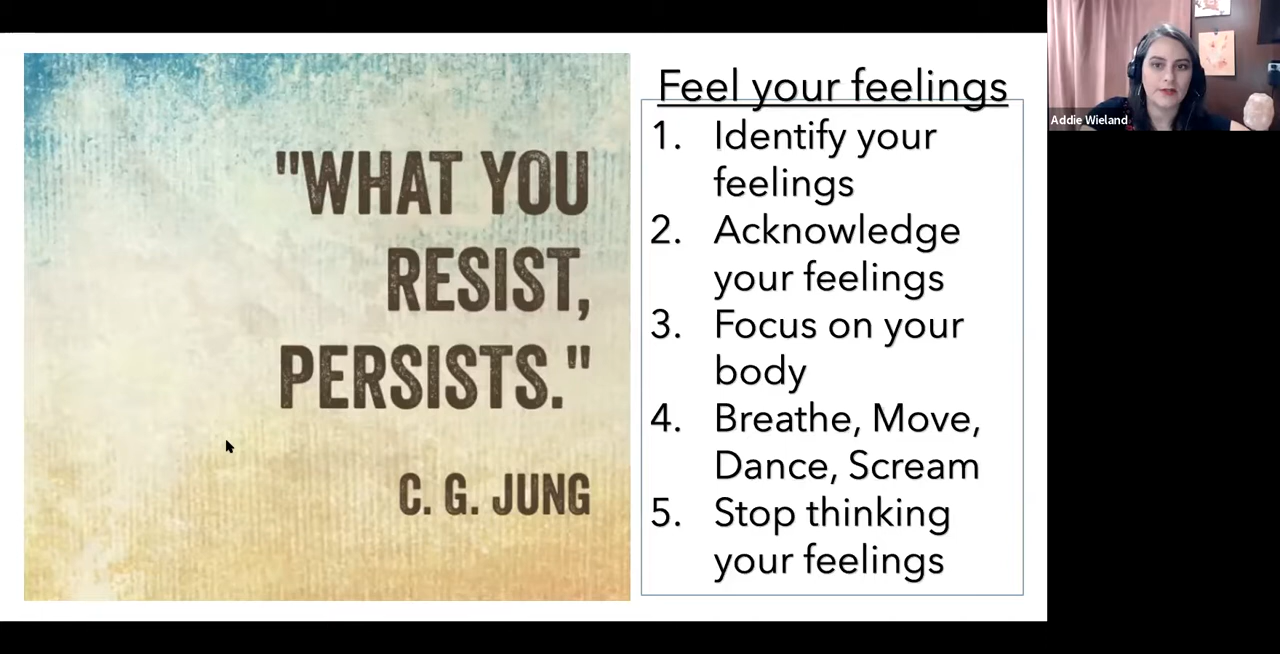 "WHAT YOU
RESIST,
PERSISTS."
C. G. JUNG
Feel your feelings
1. Identify your
feelings
2. Acknowledge
your feelings
3. Focus on your
body
4. Breathe, Move,
Dance, Scream
5. Stop thinking
your feelings
Addie Wieland